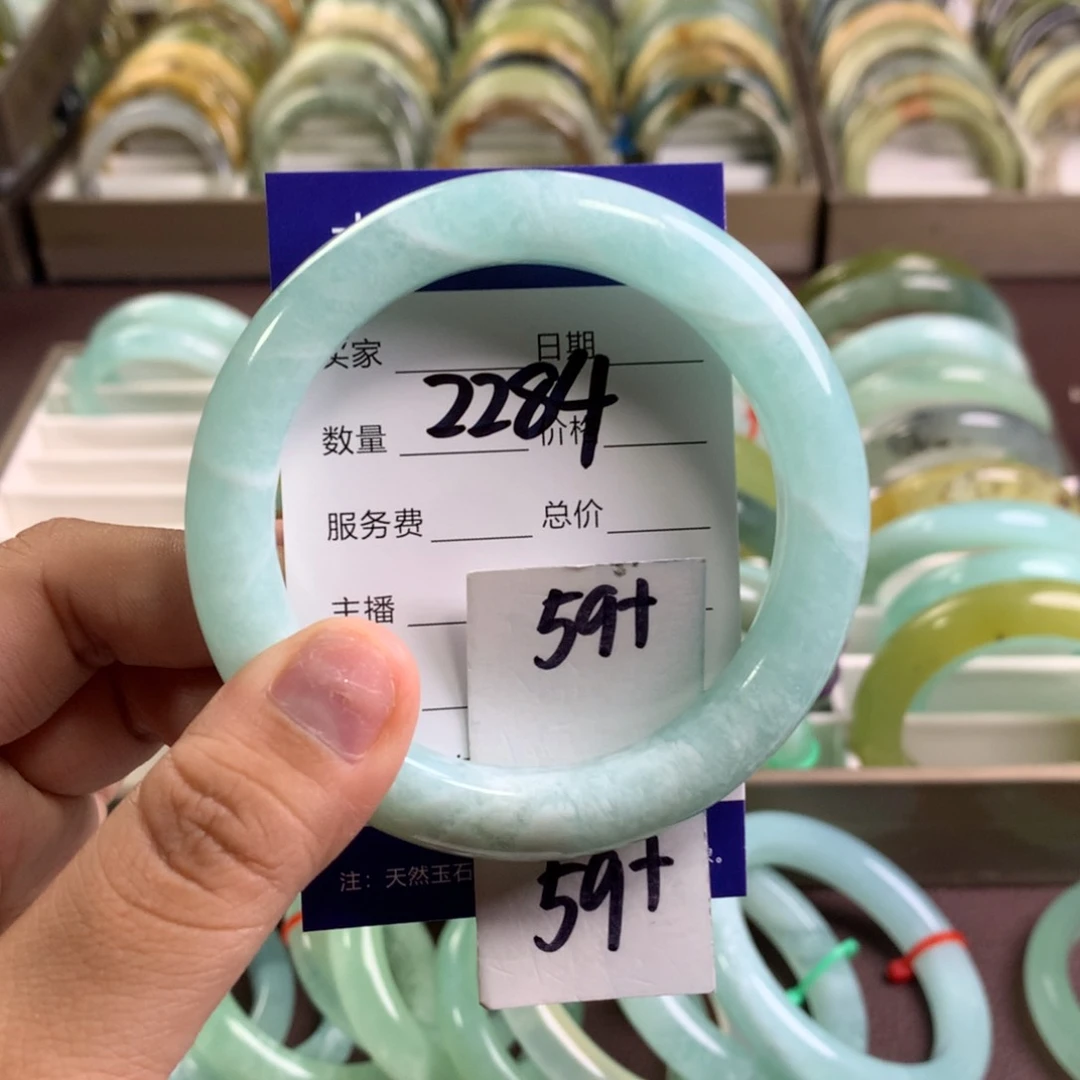 买家 日期
2284
数量 价格
服务费 总价
主播
59+
59+
注：天然玉石